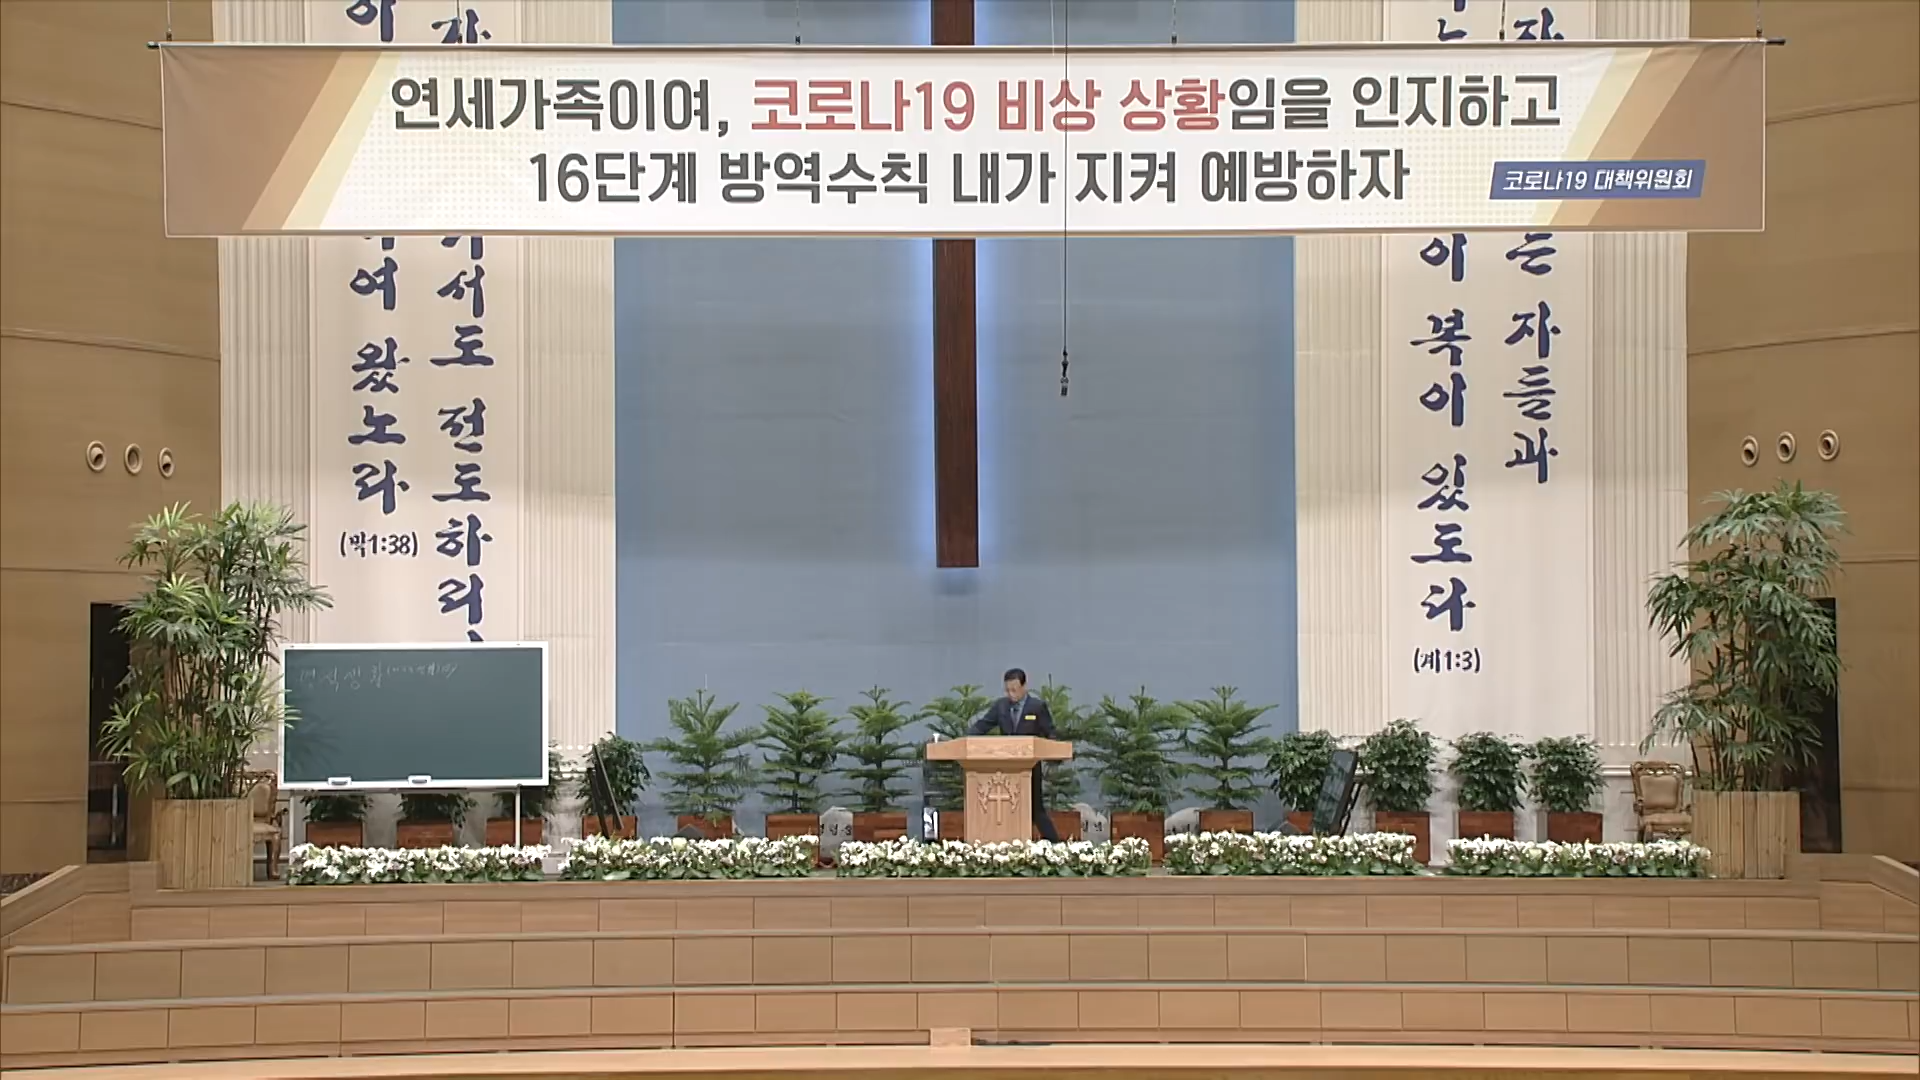 연세가족이여, 코로나19 비상 상황임을 인지하고
16단계 방역수칙 내가 지켜 예방하자
코로나19 대책위원회
서도 전도하리
여 왔노라
(막1:38)
는 자들과
이 복이 있도다
(계1:3)